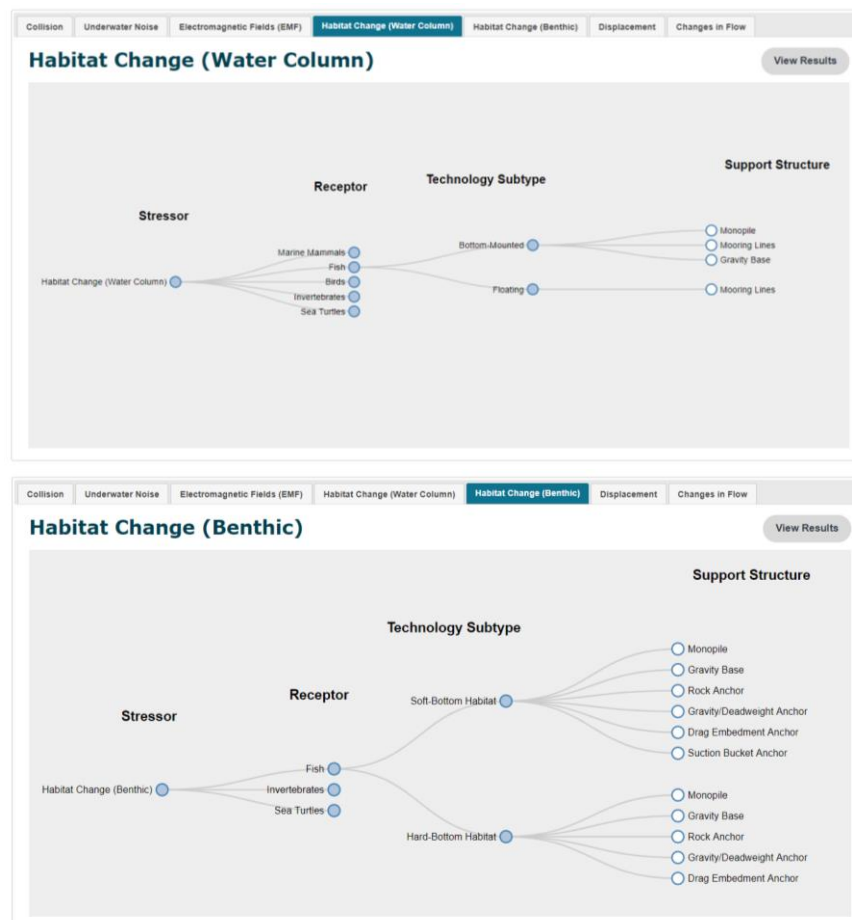 Collision Underwater Noise Electromagnetic Fields (EMF) Habitat Change (Water Column) Habitat Change (Benthic) Displacement Changes in Flow
Habitat Change (Water Column) View Results
Support Structure
Technology Subtype
Receptor
Stressor
Monopile
Bottom-Mounted Mooring Lines
Marine Mammals
Gravity Base
Fish
Habitat Change (Water Column) Birds
Floating Mooring Lines
Invertebrates
Sea Turtles
Collision Underwater Noise Electromagnetic Fields (EMF) Habitat Change (Water Column) Habitat Change (Benthic) Displacement Changes in Flow
Habitat Change (Benthic) View Results
Support Structure
Technology Subtype
Monopile
Gravity Base
Receptor
Rock Anchor
Soft-Bottom Habitat
Stressor
Gravity/Deadweight Anchor
Drag Embedment Anchor
Suction Bucket Anchor
Fish
Habitat Change (Benthic) Invertebrates
Monopile
Sea Turtles
Gravity Base
Hard-Bottom Habitat Rock Anchor
Gravity/Deadweight Anchor
Drag Embedment Anchor